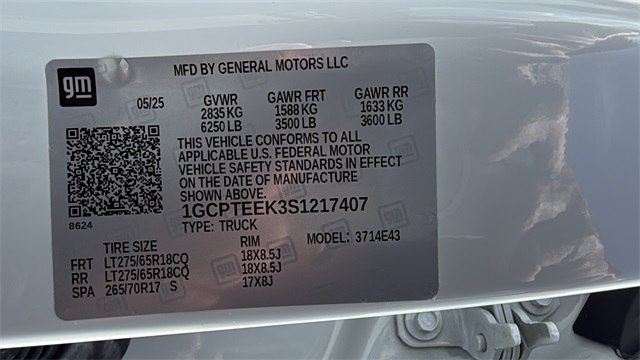 gm
MFD BY GENERAL MOTORS LLC
05/25 GVWR GAWR FRT GAWR RR
2835 KG 1588 KG 1633 KG
6250 LB 3500 LB 3600 LB
THIS VEHICLE CONFORMS TO ALL
APPLICABLE U.S. FEDERAL MOTOR
VEHICLE SAFETY STANDARDS IN EFFECT
ON THE DATE OF MANUFACTURE
SHOWN ABOVE.
8624
1GCPTEEK3S1217407
TYPE: TRUCK
TIRE SIZE RIM MODEL: 3714E43
FRT LT275/65R18CQ 18X8.5J
RR LT275/65R18CQ 18X8.5J
SPA 265/70R17 S 17X8J